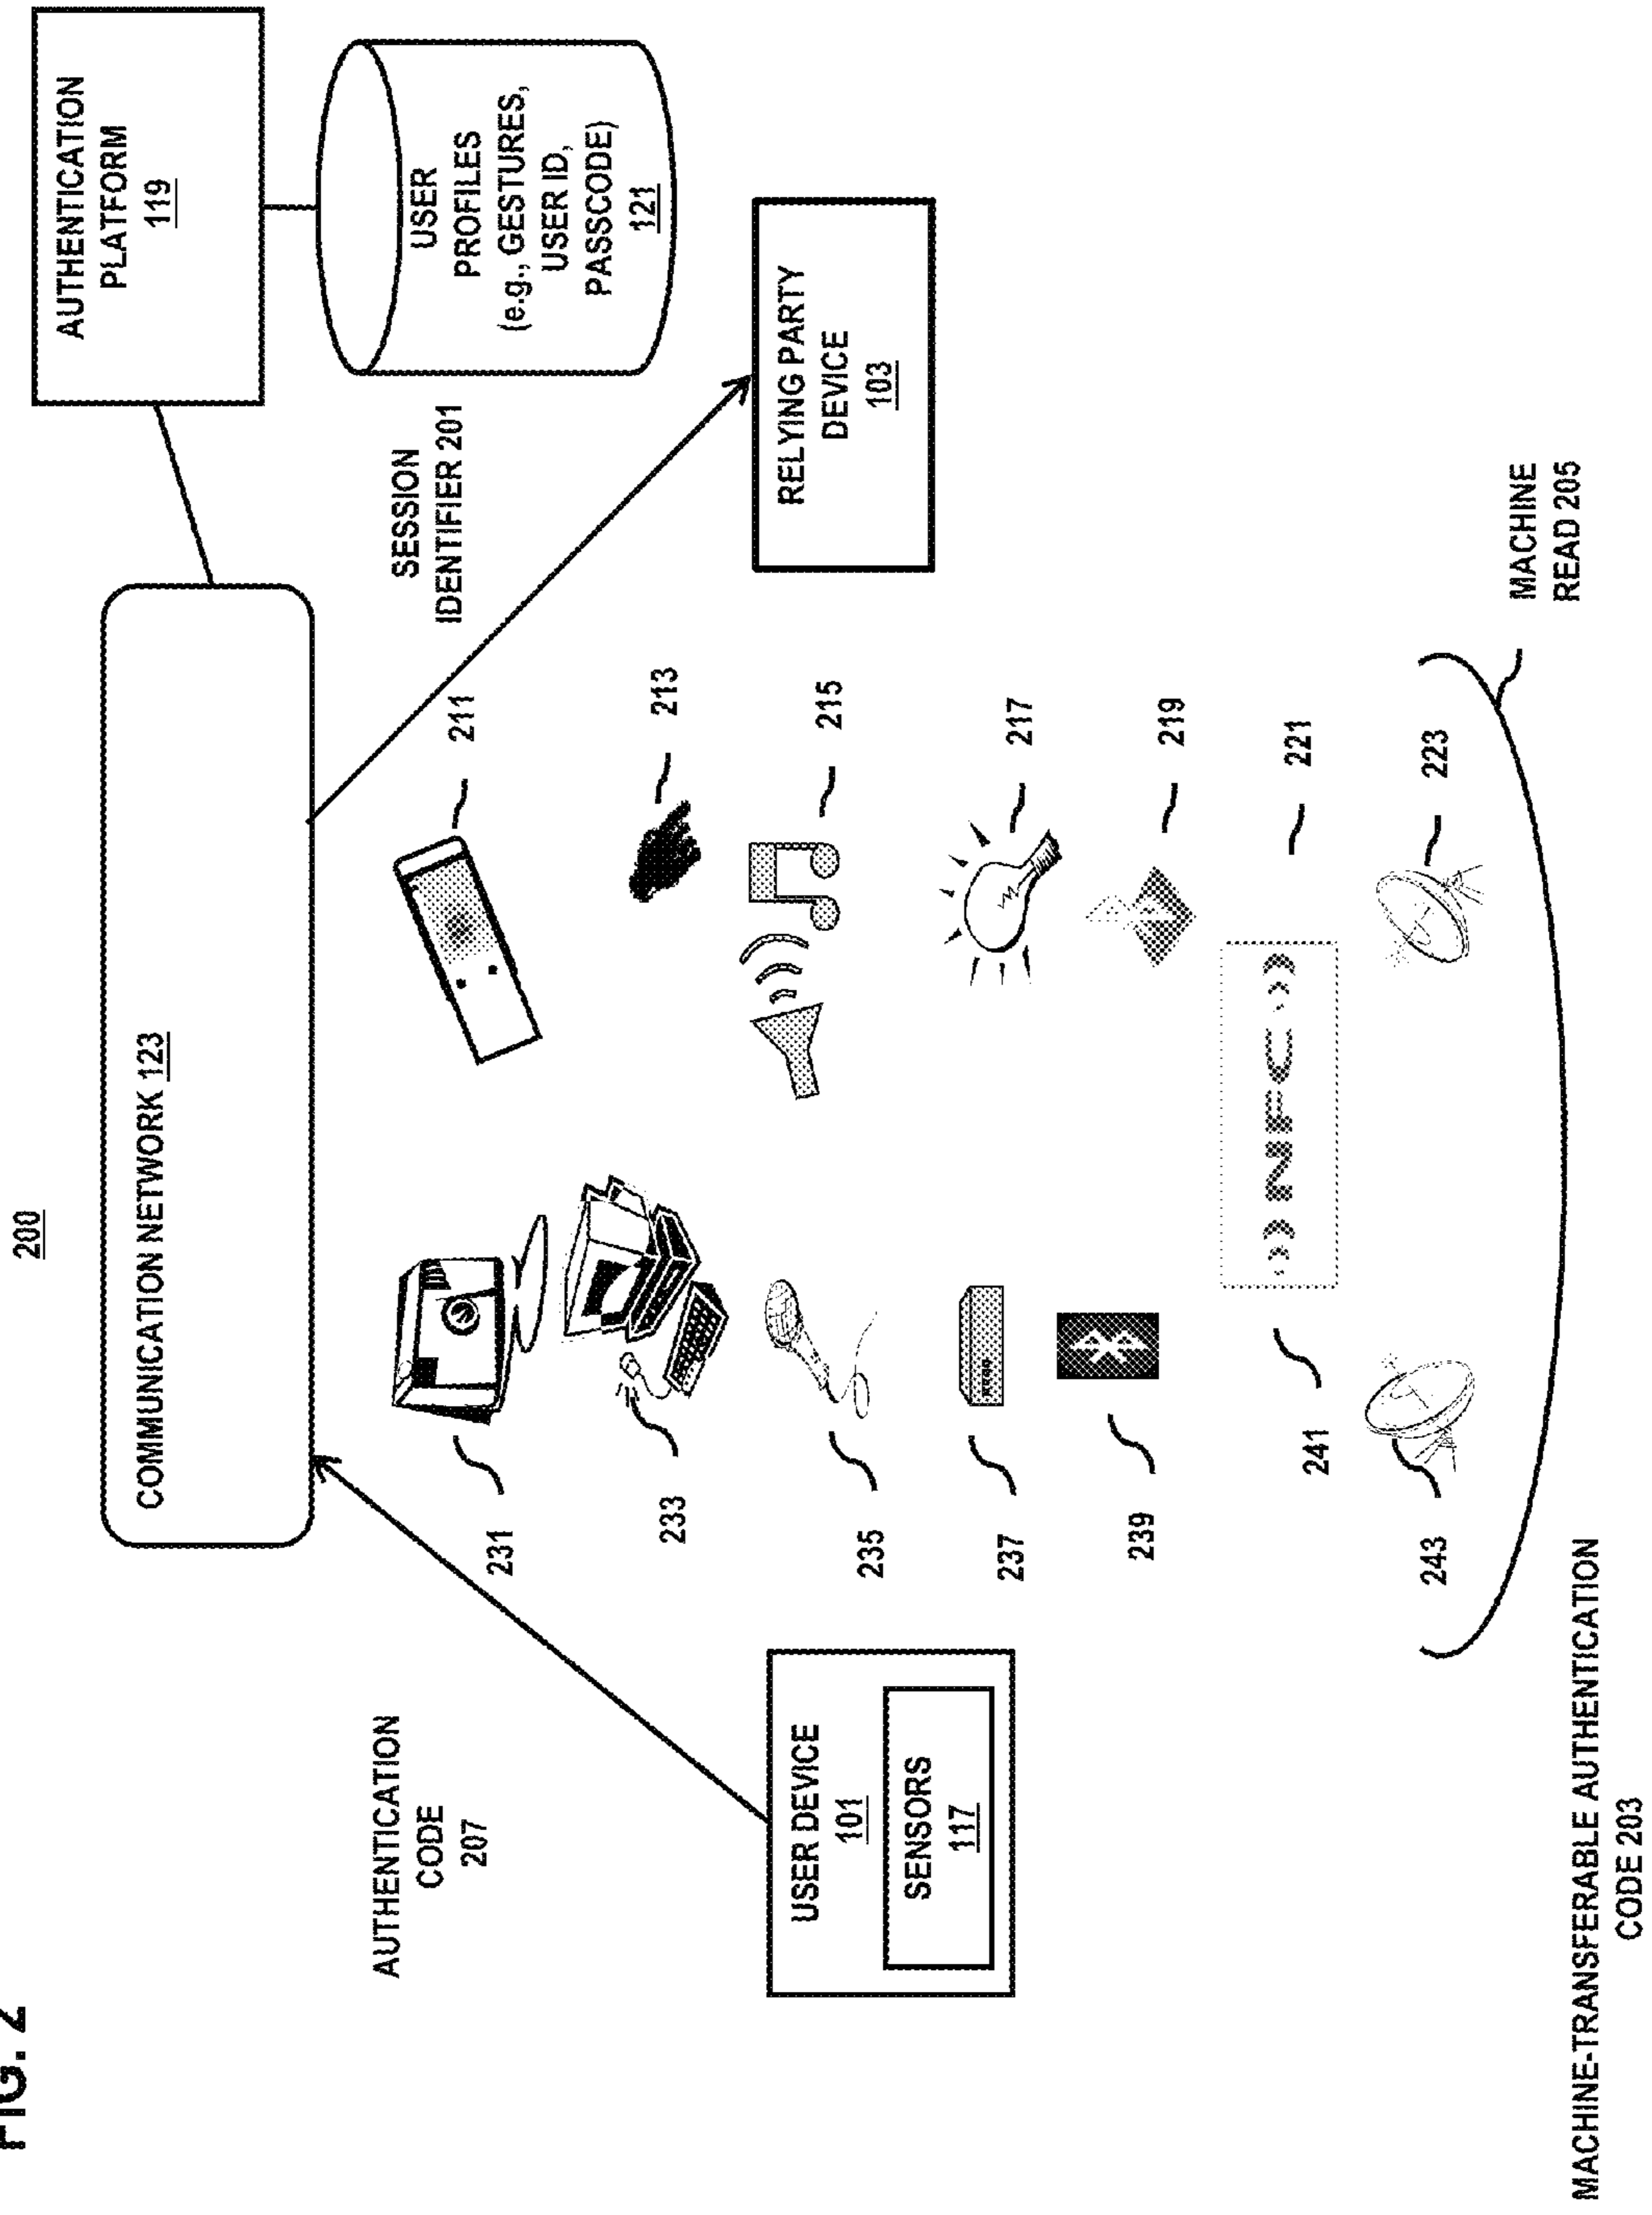 FIG. 2
200
COMMUNICATION NETWORK 123
AUTHENTICATION
PLATFORM
119
USER
PROFILES
(e.g., GESTURES,
USER ID,
PASSCODE)
121
AUTHENTICATION
CODE
207
SESSION
IDENTIFIER 201
USER DEVICE
101
SENSORS
117
RELYING PARTY
DEVICE
103
231
211
233
213
235
215
237
217
239
219
241
NFC
221
243
223
MACHINE
READ 205
MACHINE-TRANSFERABLE AUTHENTICATION
CODE 203